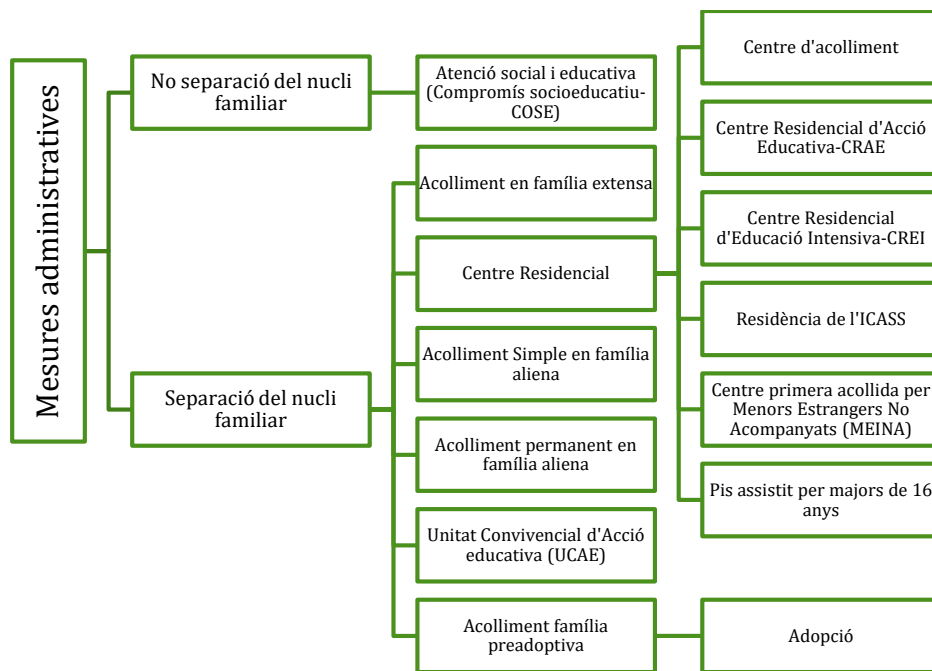 Mesures administratives
No separació del nucli
familiar
Atenció social i educativa
(Compromís socioeducatiu-
COSE)
Separació del nucli
familiar
Acolliment en família extensa
Centre Residencial
Acolliment Simple en família
aliena
Acolliment permanent en
família aliena
Unitat Convivencial d'Acció
educativa (UCAE)
Acolliment família
preadoptiva
Centre d'acolliment
Centre Residencial d'Acció
Educativa-CRAE
Centre Residencial
d'Educació Intensiva-CREI
Residència de l'ICASS
Centre primera acollida per
Menors Estrangers No
Acompanyats (MEINA)
Pis assistit per majors de 16
anys
Adopció